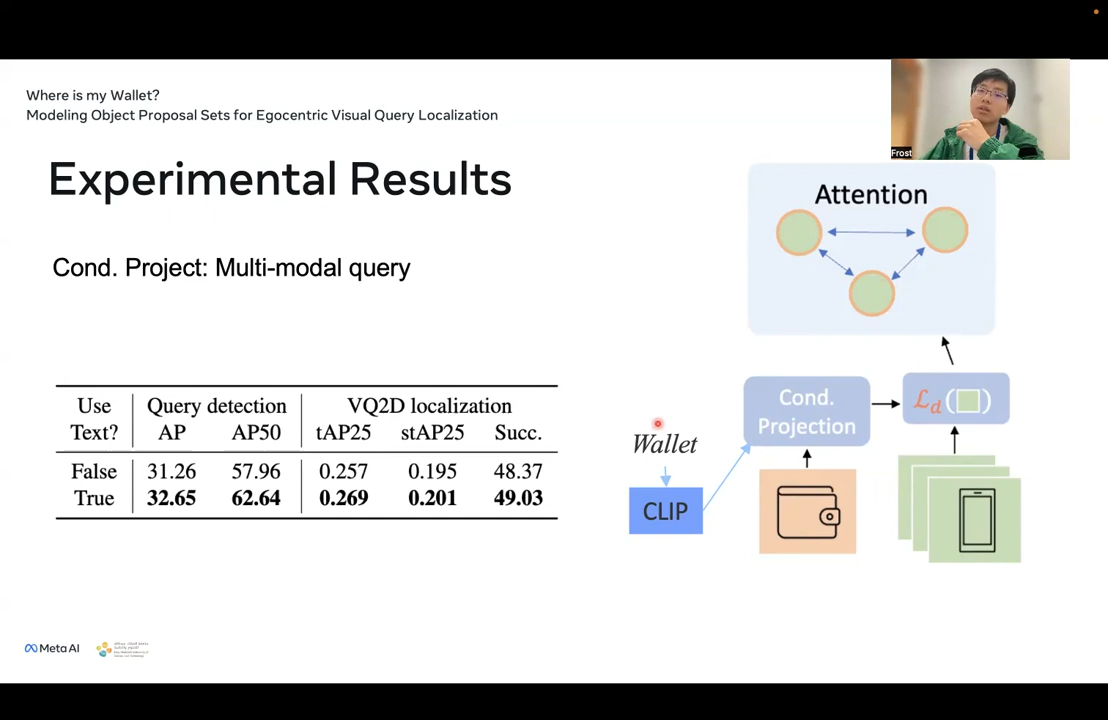 Where is my Wallet?
Modeling Object Proposal Sets for Egocentric Visual Query Localization
Frost
Experimental Results
Attention
Cond. Project: Multi-modal query
Use Query detection VQ2D localization
Text? AP AP50 tAP25 stAP25 Succ.
False 31.26 57.96 0.257 0.195 48.37
True 32.65 62.64 0.269 0.201 49.03
Wallet
CLIP
Cond.
Projection
ℒd( )
Meta AI